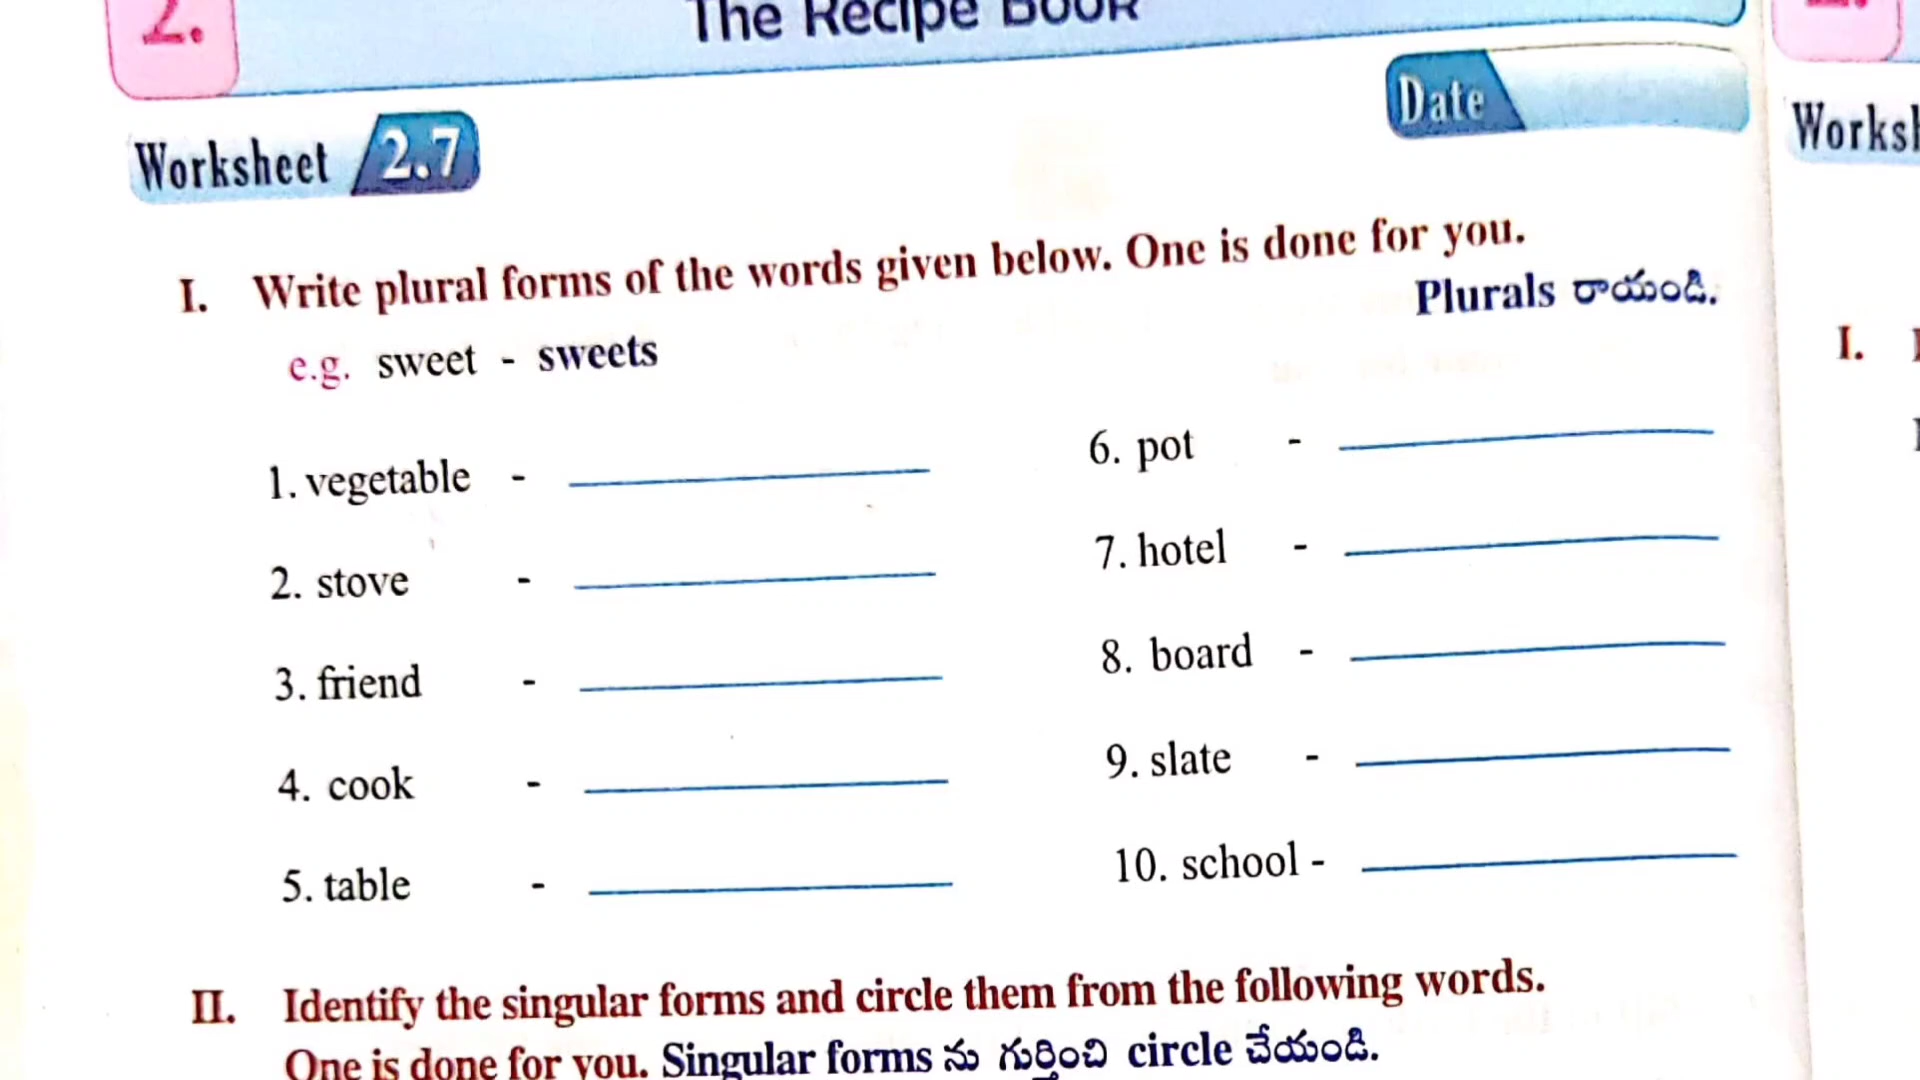 2.
The Recipe Book
Worksheet 2.7
Date
I. Write plural forms of the words given below. One is done for you.
Plurals రాయండి.
e.g. sweet - sweets
1. vegetable -
2. stove -
3. friend -
4. cook -
5. table -
6. pot -
7. hotel -
8. board -
9. slate -
10. school -
II. Identify the singular forms and circle them from the following words.
One is done for you. Singular forms ను గుర్తించి circle చేయండి.
I.